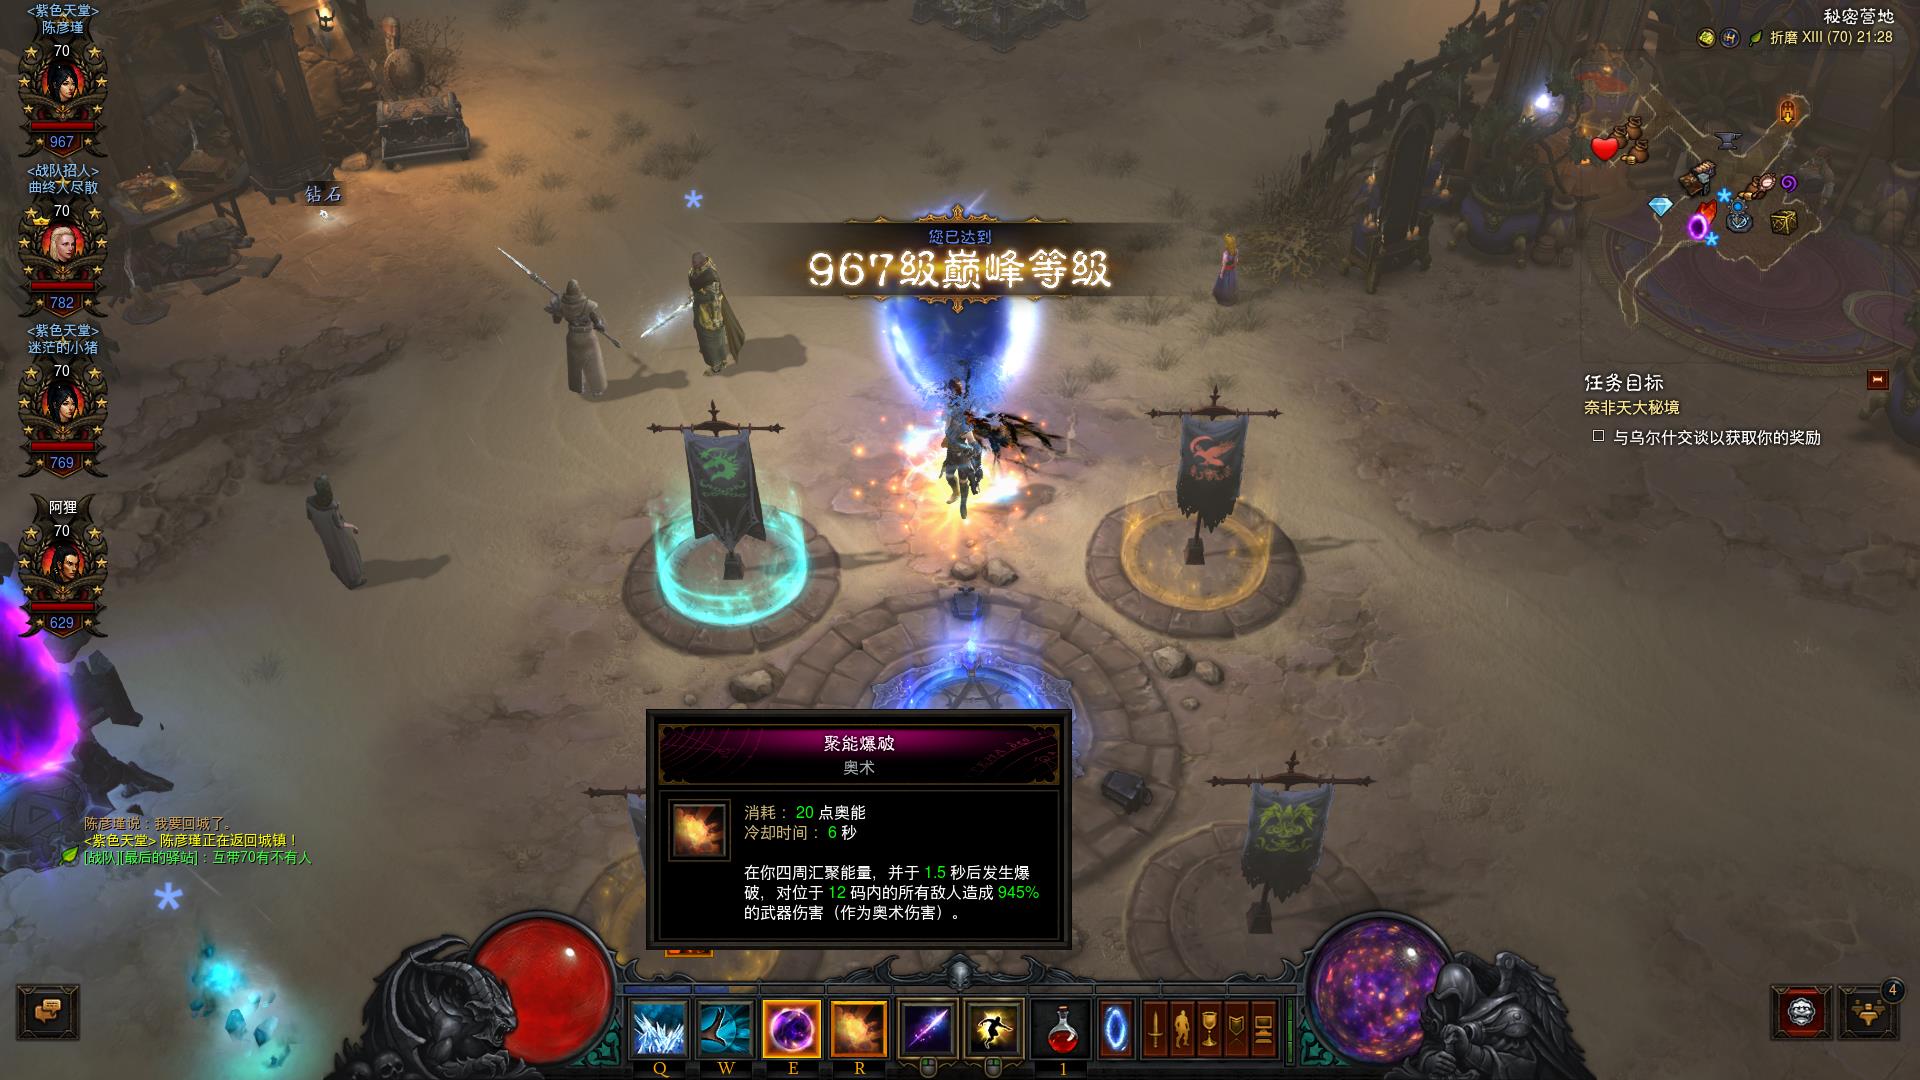 <紫色天堂>
陈彦瑾
70
967
<战队招人>
曲终人尽散
70
782
<紫色天堂>
迷茫的小猪
70
769
阿狸
70
629
钻石
您已达到
967级巅峰等级
秘密营地
折磨 XIII (70) 21:28
任务目标
奈非天大秘境
与乌尔什交谈以获取你的奖励
陈彦瑾说：我要回城了。
<紫色天堂> 陈彦瑾正在返回城镇！
[战队][最后的驿站]：互带70有不有人
聚能爆破
奥术
消耗：20 点奥能
冷却时间：6 秒
在你四周汇聚能量，并于 1.5 秒后发生爆
破，对位于 12 码内的所有敌人造成 945%
的武器伤害（作为奥术伤害）。
Q
W
E
R
1
4